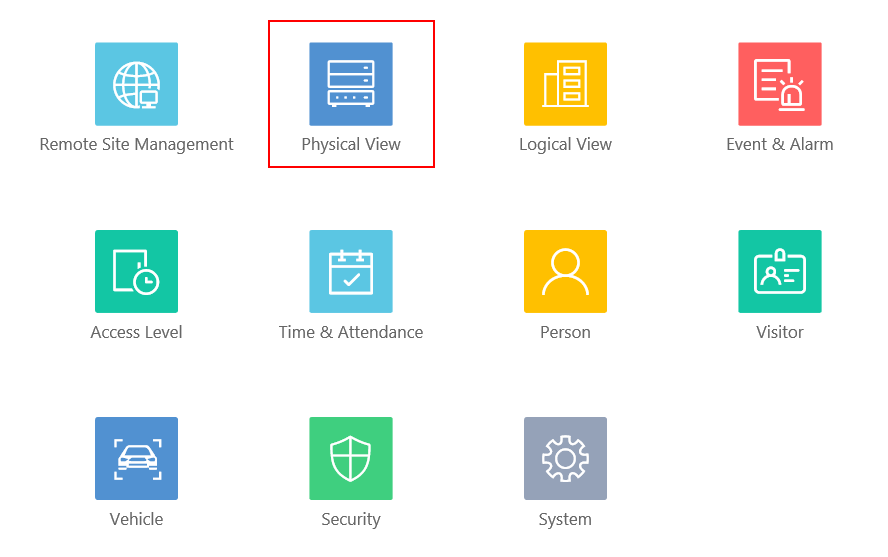 Remote Site Management
Physical View
Logical View
Event & Alarm
Access Level
Time & Attendance
Person
Visitor
Vehicle
Security
System